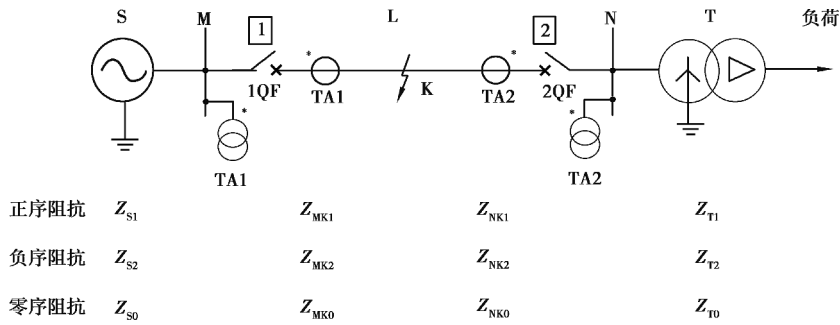 S M 1 L 2 N T 负荷
* *
1QF TA1 K TA2 2QF
* *
TA1 TA2
正序阻抗 Z_S1 Z_MK1 Z_NK1 Z_T1
负序阻抗 Z_S2 Z_MK2 Z_NK2 Z_T2
零序阻抗 Z_S0 Z_MK0 Z_NK0 Z_T0